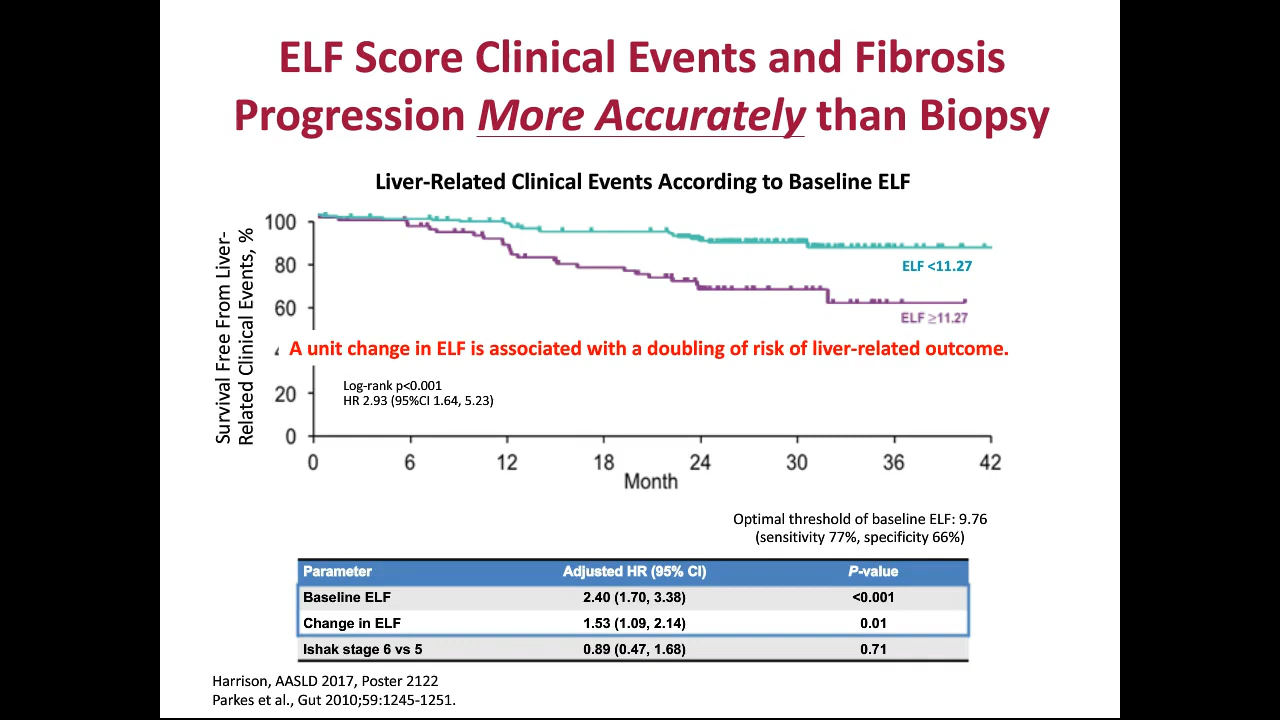 ELF Score Clinical Events and Fibrosis
Progression More Accurately than Biopsy
Liver-Related Clinical Events According to Baseline ELF
Survival Free From Liver-
Related Clinical Events, %
100
80
60
20
0
ELF <11.27
ELF ≥11.27
A unit change in ELF is associated with a doubling of risk of liver-related outcome.
Log-rank p<0.001
HR 2.93 (95%CI 1.64, 5.23)
0 6 12 18 24 30 36 42
Month
Optimal threshold of baseline ELF: 9.76
(sensitivity 77%, specificity 66%)
Parameter Adjusted HR (95% CI) P-value
Baseline ELF 2.40 (1.70, 3.38) <0.001
Change in ELF 1.53 (1.09, 2.14) 0.01
Ishak stage 6 vs 5 0.89 (0.47, 1.68) 0.71
Harrison, AASLD 2017, Poster 2122
Parkes et al., Gut 2010;59:1245-1251.